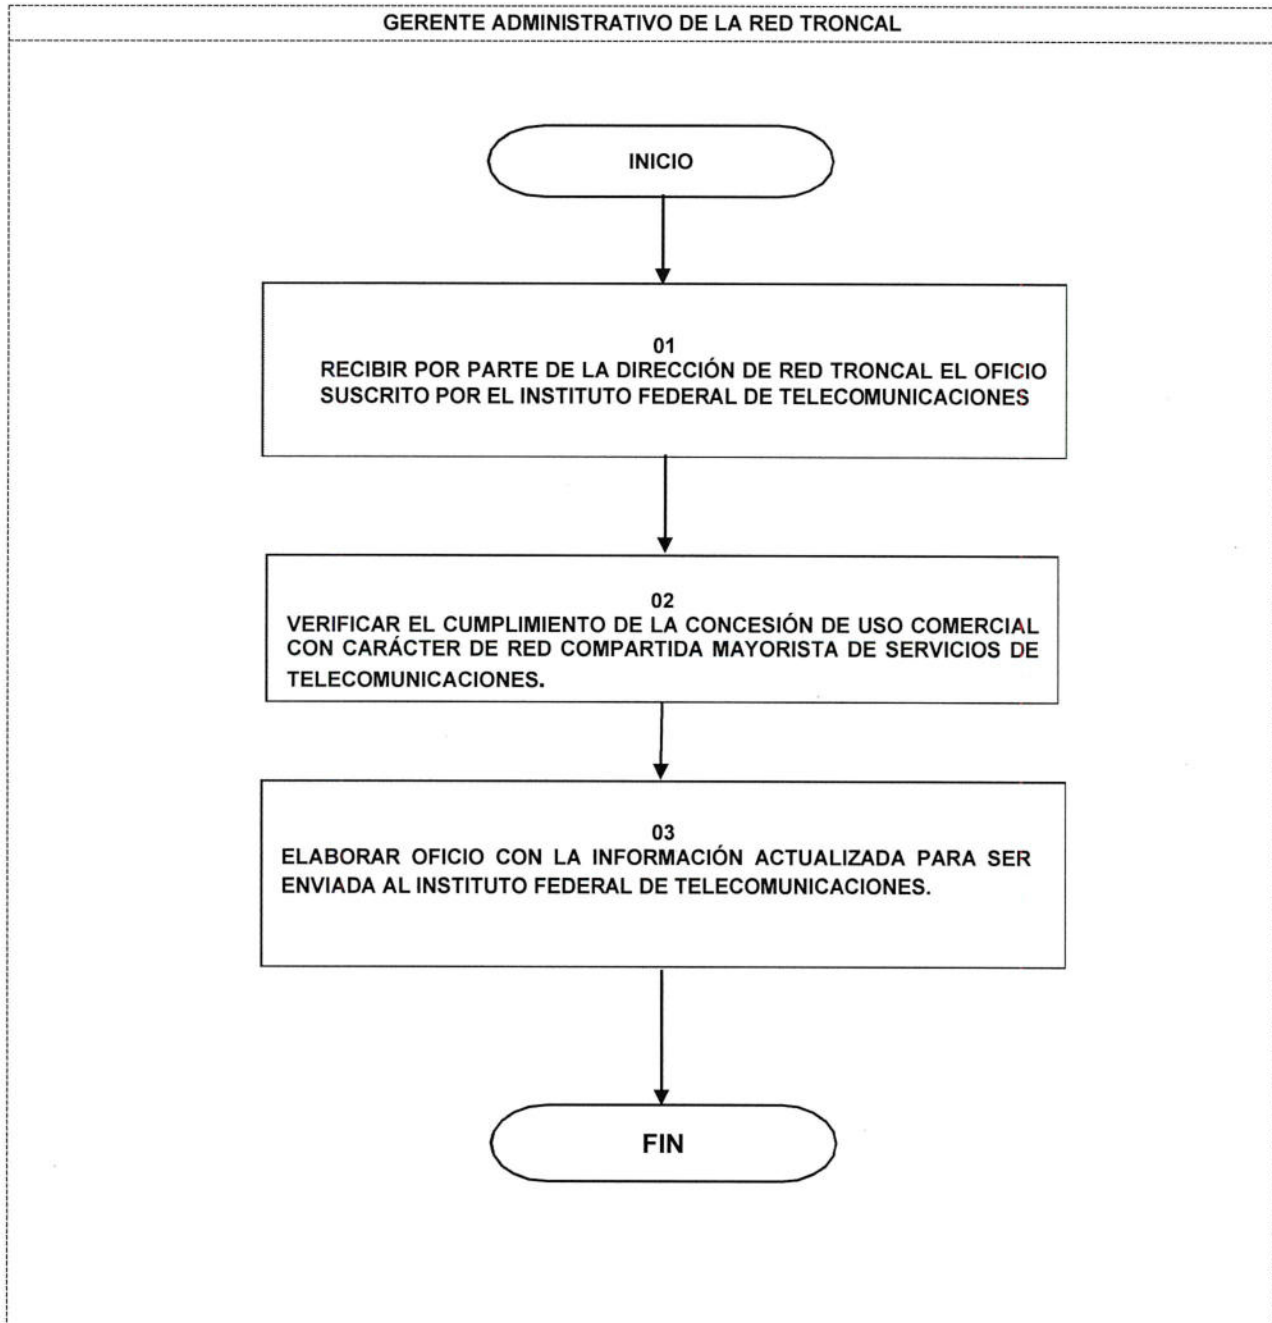 GERENTE ADMINISTRATIVO DE LA RED TRONCAL
INICIO
01
RECIBIR POR PARTE DE LA DIRECCIÓN DE RED TRONCAL EL OFICIO
SUSCRITO POR EL INSTITUTO FEDERAL DE TELECOMUNICACIONES
02
VERIFICAR EL CUMPLIMIENTO DE LA CONCESIÓN DE USO COMERCIAL
CON CARÁCTER DE RED COMPARTIDA MAYORISTA DE SERVICIOS DE
TELECOMUNICACIONES.
03
ELABORAR OFICIO CON LA INFORMACIÓN ACTUALIZADA PARA SER
ENVIADA AL INSTITUTO FEDERAL DE TELECOMUNICACIONES.
FIN